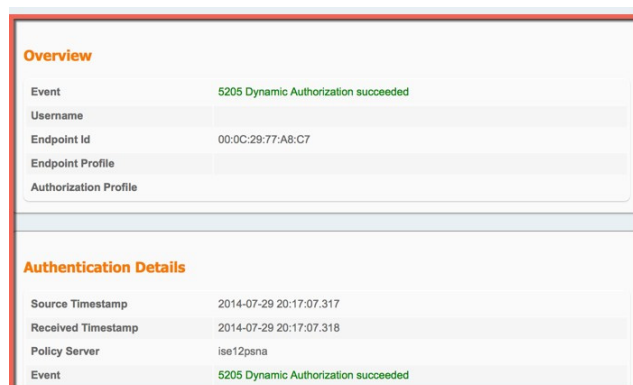 Overview
Event 5205 Dynamic Authorization succeeded
Username
Endpoint Id 00:0C:29:77:A8:C7
Endpoint Profile
Authorization Profile
Authentication Details
Source Timestamp 2014-07-29 20:17:07.317
Received Timestamp 2014-07-29 20:17:07.318
Policy Server ise12psna
Event 5205 Dynamic Authorization succeeded